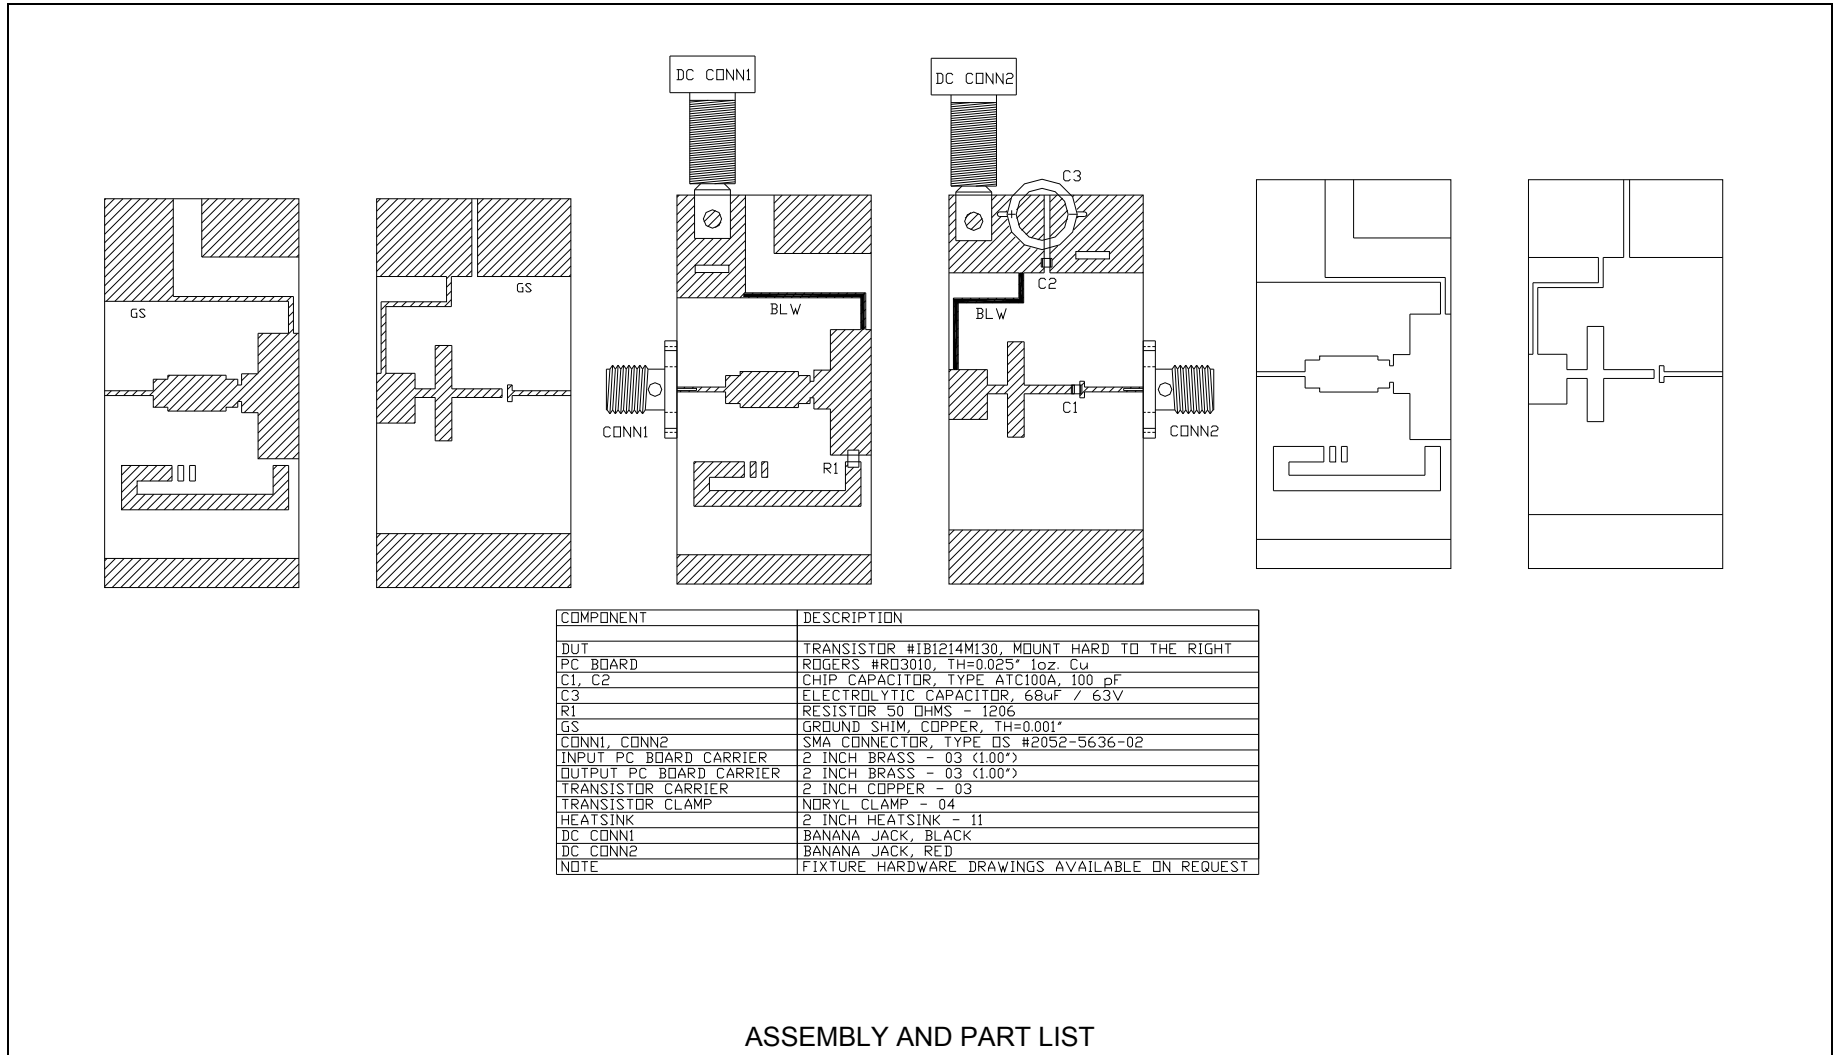 DC CONN1
DC CONN2
C3
GS
GS
BLW
C2
BLW
CONN1
C1
CONN2
R1
COMPONENT DESCRIPTION
DUT TRANSISTOR #IB1214M130, MOUNT HARD TO THE RIGHT
PC BOARD ROGERS #RO3010, TH=0.025" 1oz. Cu
C1, C2 CHIP CAPACITOR, TYPE ATC100A, 100 pF
C3 ELECTROLYTIC CAPACITOR, 68uF / 63V
R1 RESISTOR 50 OHMS - 1206
GS GROUND SHIM, COPPER, TH=0.001"
CONN1, CONN2 SMA CONNECTOR, TYPE OS #2052-5636-02
INPUT PC BOARD CARRIER 2 INCH BRASS - 03 (1.00")
OUTPUT PC BOARD CARRIER 2 INCH BRASS - 03 (1.00")
TRANSISTOR CARRIER 2 INCH COPPER - 03
TRANSISTOR CLAMP NORYL CLAMP - 04
HEATSINK 2 INCH HEATSINK - 11
DC CONN1 BANANA JACK, BLACK
DC CONN2 BANANA JACK, RED
NOTE FIXTURE HARDWARE DRAWINGS AVAILABLE ON REQUEST
ASSEMBLY AND PART LIST